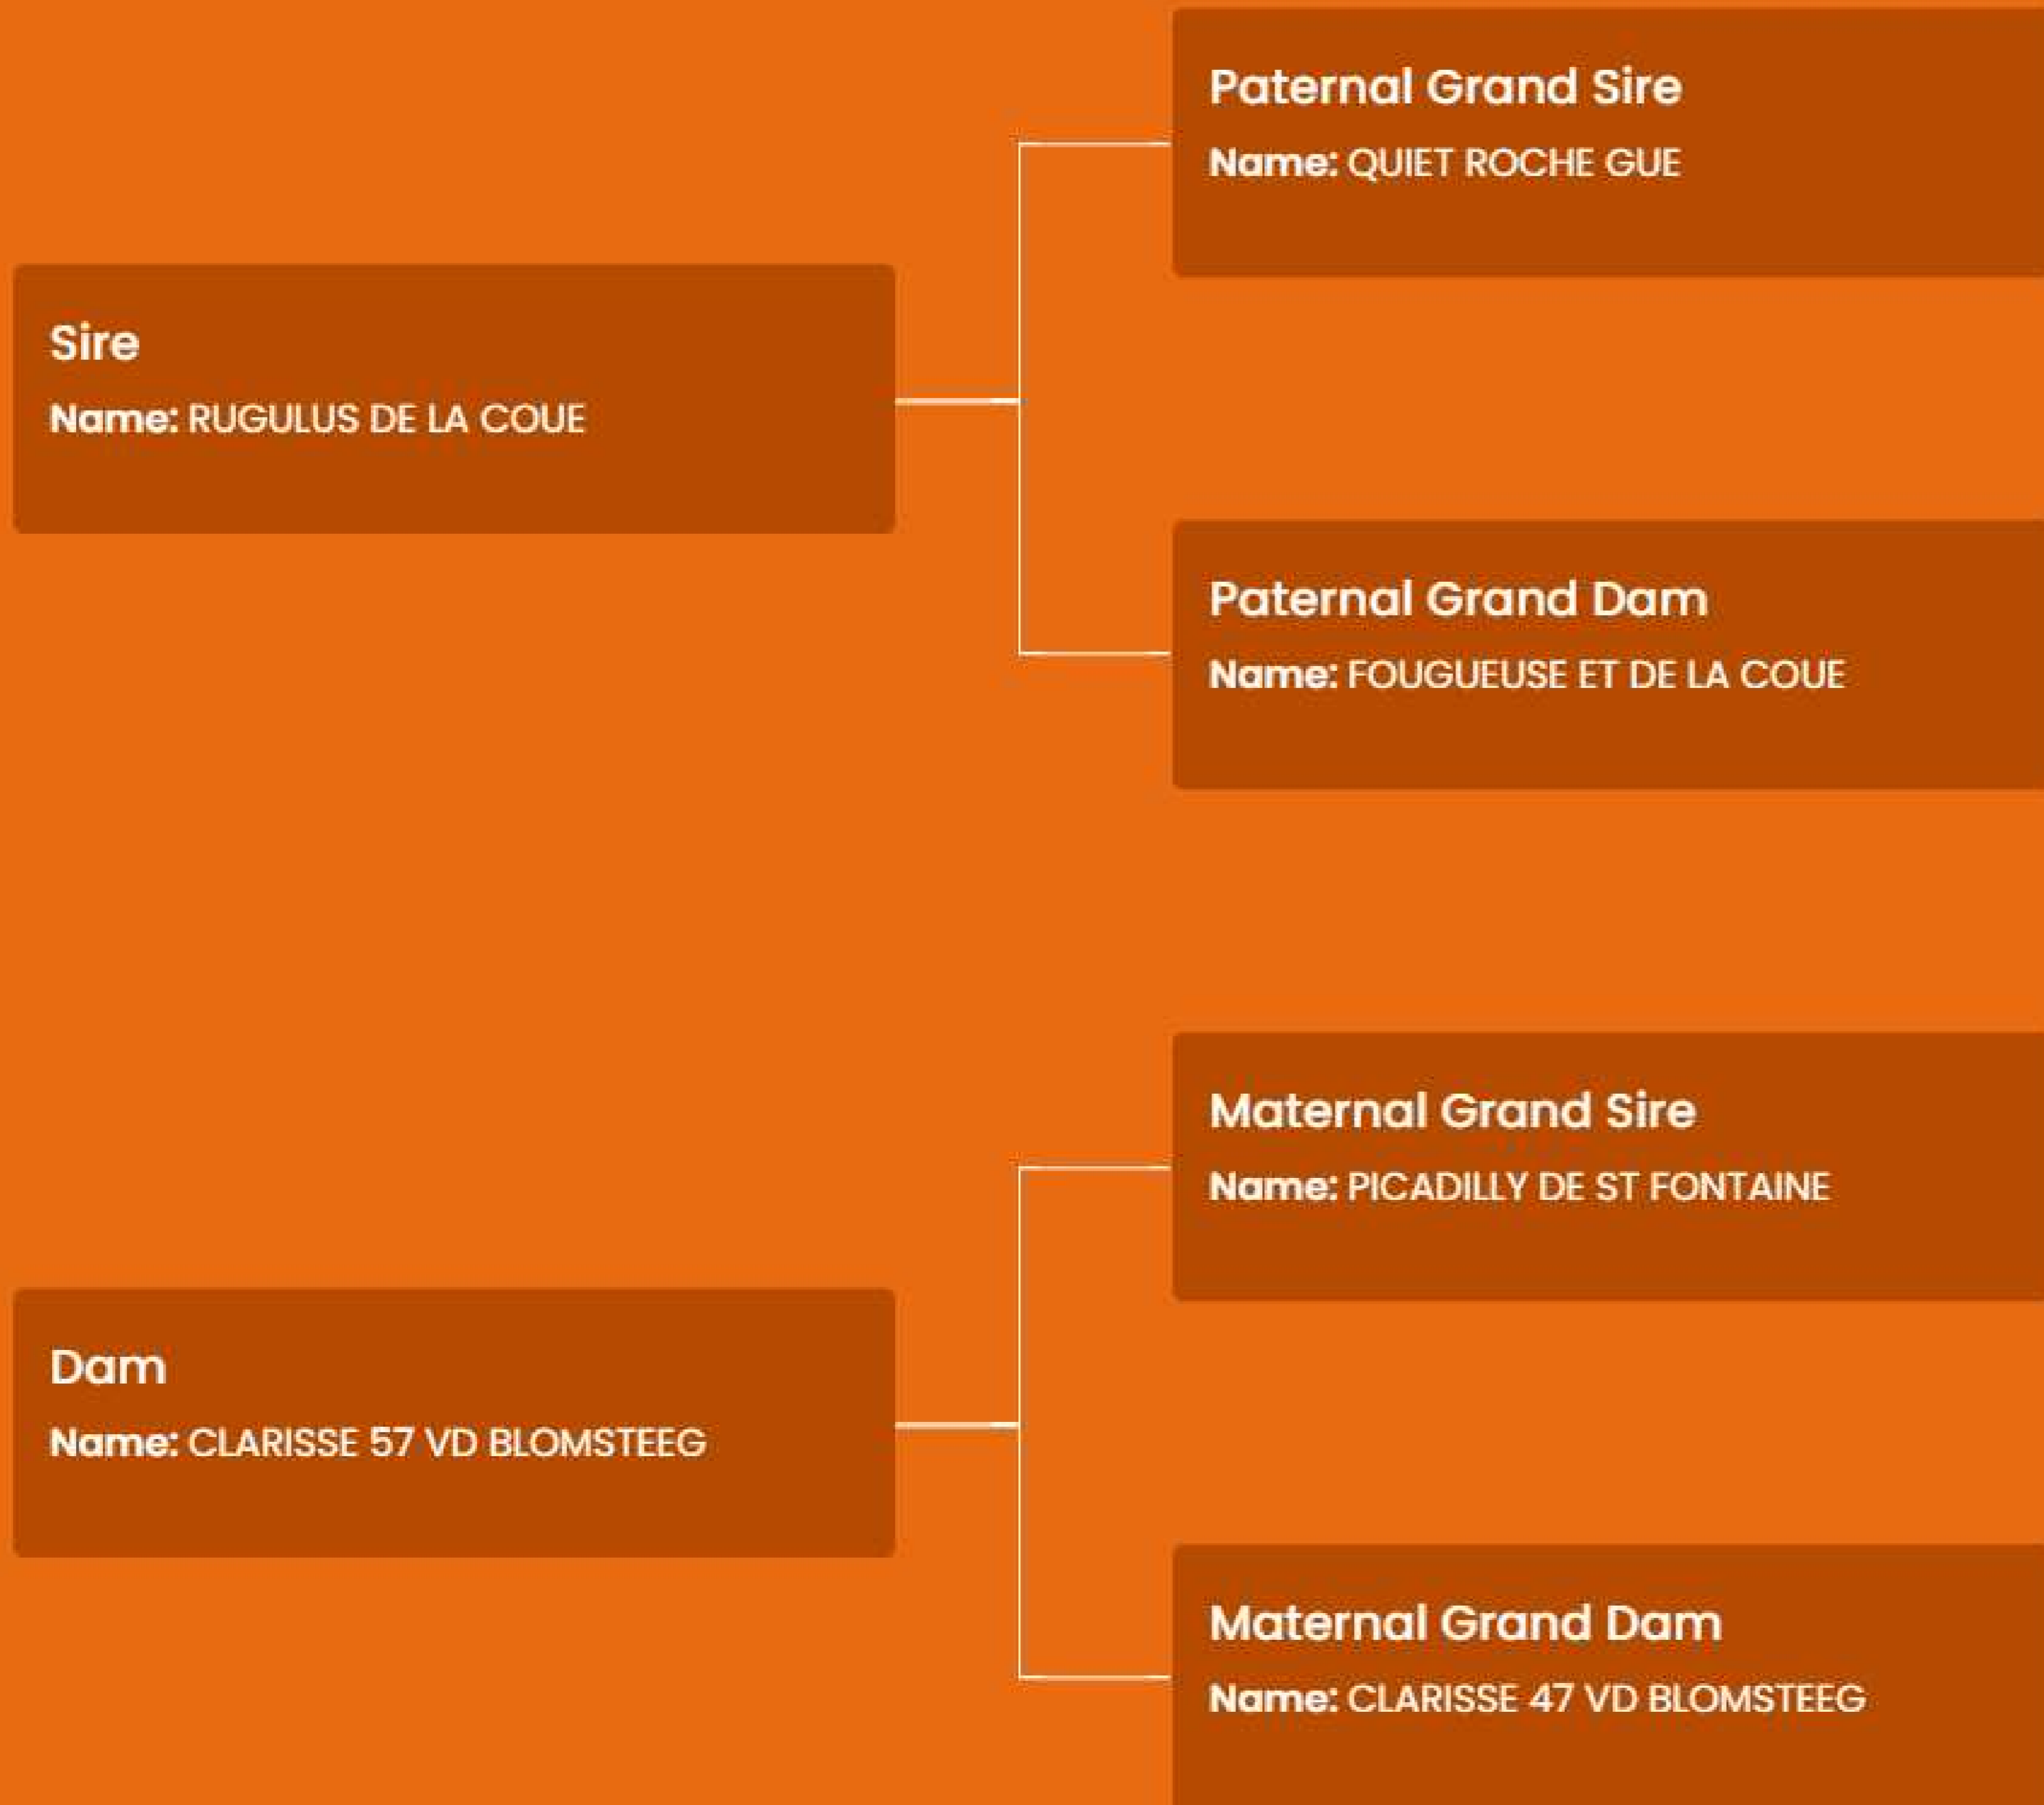 Paternal Grand Sire
Name: QUIET ROCHE GUE
Sire
Name: RUGULUS DE LA COUE
Paternal Grand Dam
Name: FOUGUEUSE ET DE LA COUE
Maternal Grand Sire
Name: PICADILLY DE ST FONTAINE
Dam
Name: CLARISSE 57 VD BLOMSTEEG
Maternal Grand Dam
Name: CLARISSE 47 VD BLOMSTEEG